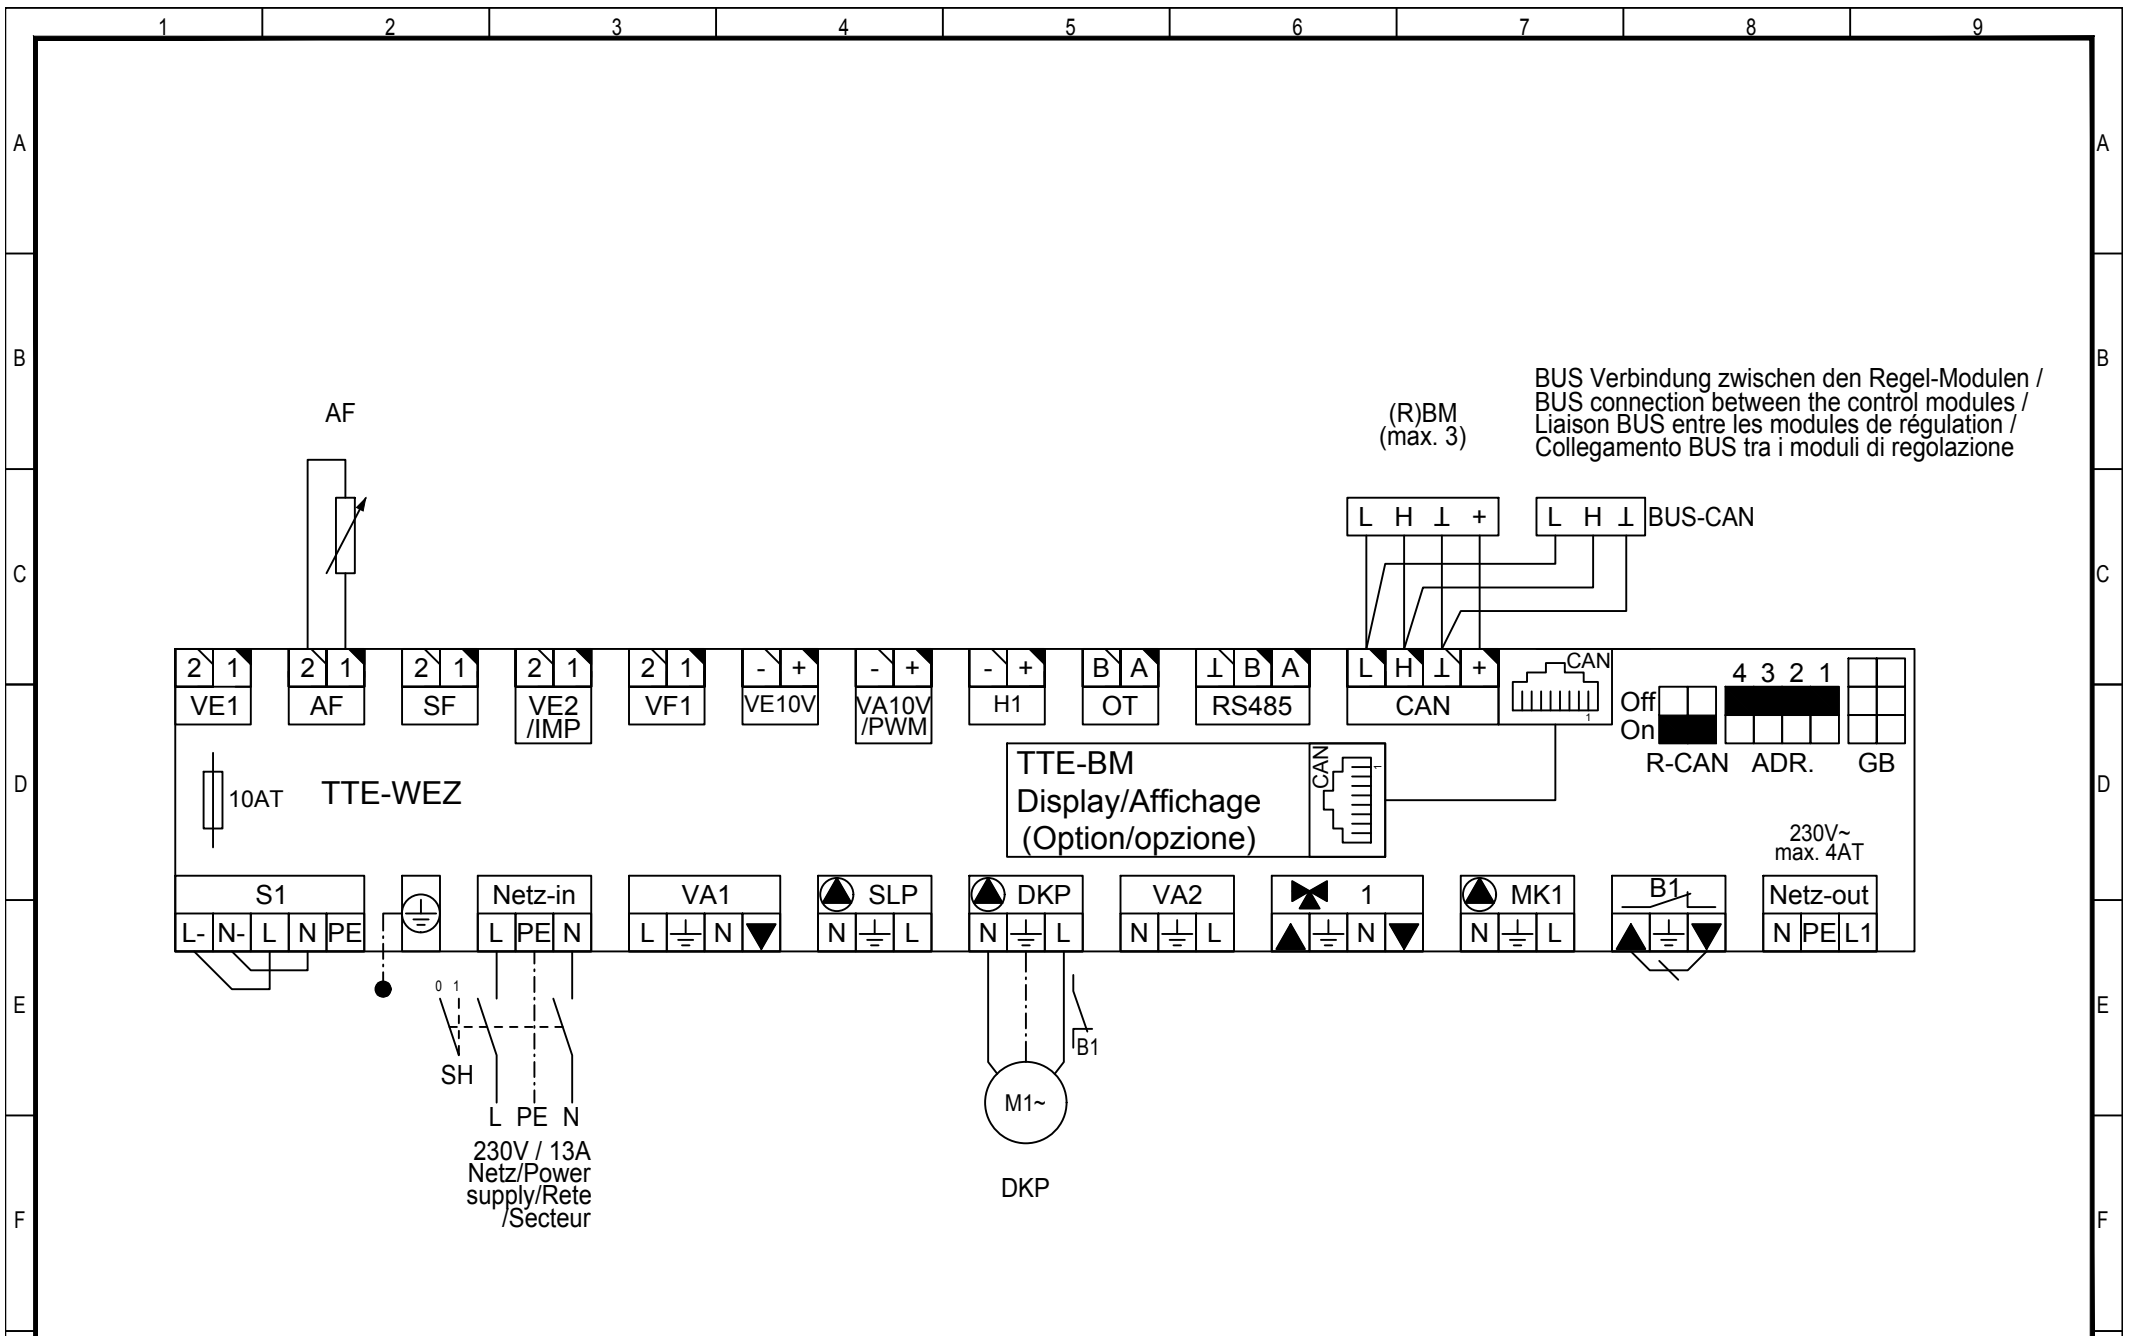 1 2 3 4 5 6 7 8 9
A A
B B
BUS Verbindung zwischen den Regel-Modulen /
BUS connection between the control modules /
Liaison BUS entre les modules de régulation /
Collegamento BUS tra i moduli di regolazione
AF
(R)BM
(max. 3)
L H ⊥ +
L H ⊥ BUS-CAN
C C
2 1 2 1 2 1 2 1 2 1 - + - + - + B A ⊥ B A L H ⊥ + CAN
1
VE1 AF SF VE2 VF1 VE10V VA10V H1 OT RS485 CAN
/IMP /PWM
4 3 2 1
Off
On
R-CAN ADR. GB
D D
10AT TTE-WEZ
TTE-BM
Display/Affichage
(Option/opzione)
CAN
1
230V~
max. 4AT
S1 Netz-in VA1 SLP DKP VA2 1 MK1 B1 Netz-out
L- N- L N PE L PE N L N N L N L N L N N L N PE L1
E E
0 1
SH
B1
M1~
L PE N
230V / 13A
Netz/Power
supply/Rete
/Secteur
DKP
F F